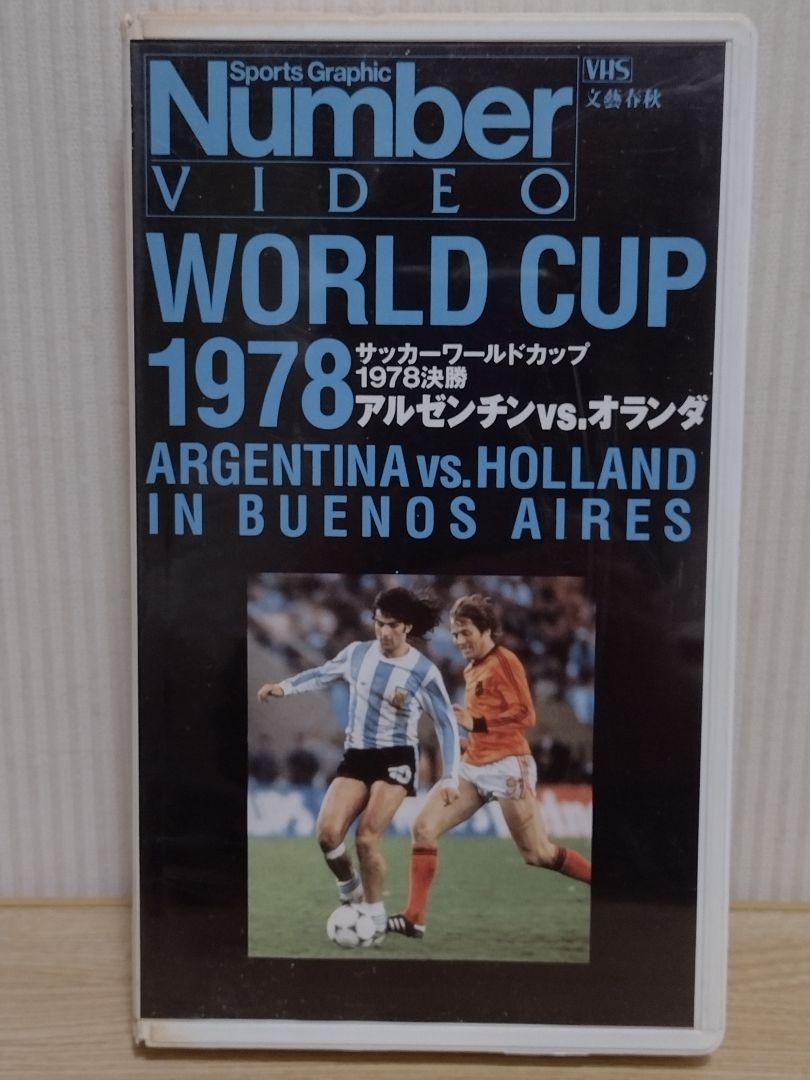 Sports Graphic
Number
VIDEO
VHS
文藝春秋
WORLD CUP
1978
サッカーワールドカップ
1978決勝
アルゼンチンvs.オランダ
ARGENTINA vs. HOLLAND
IN BUENOS AIRES